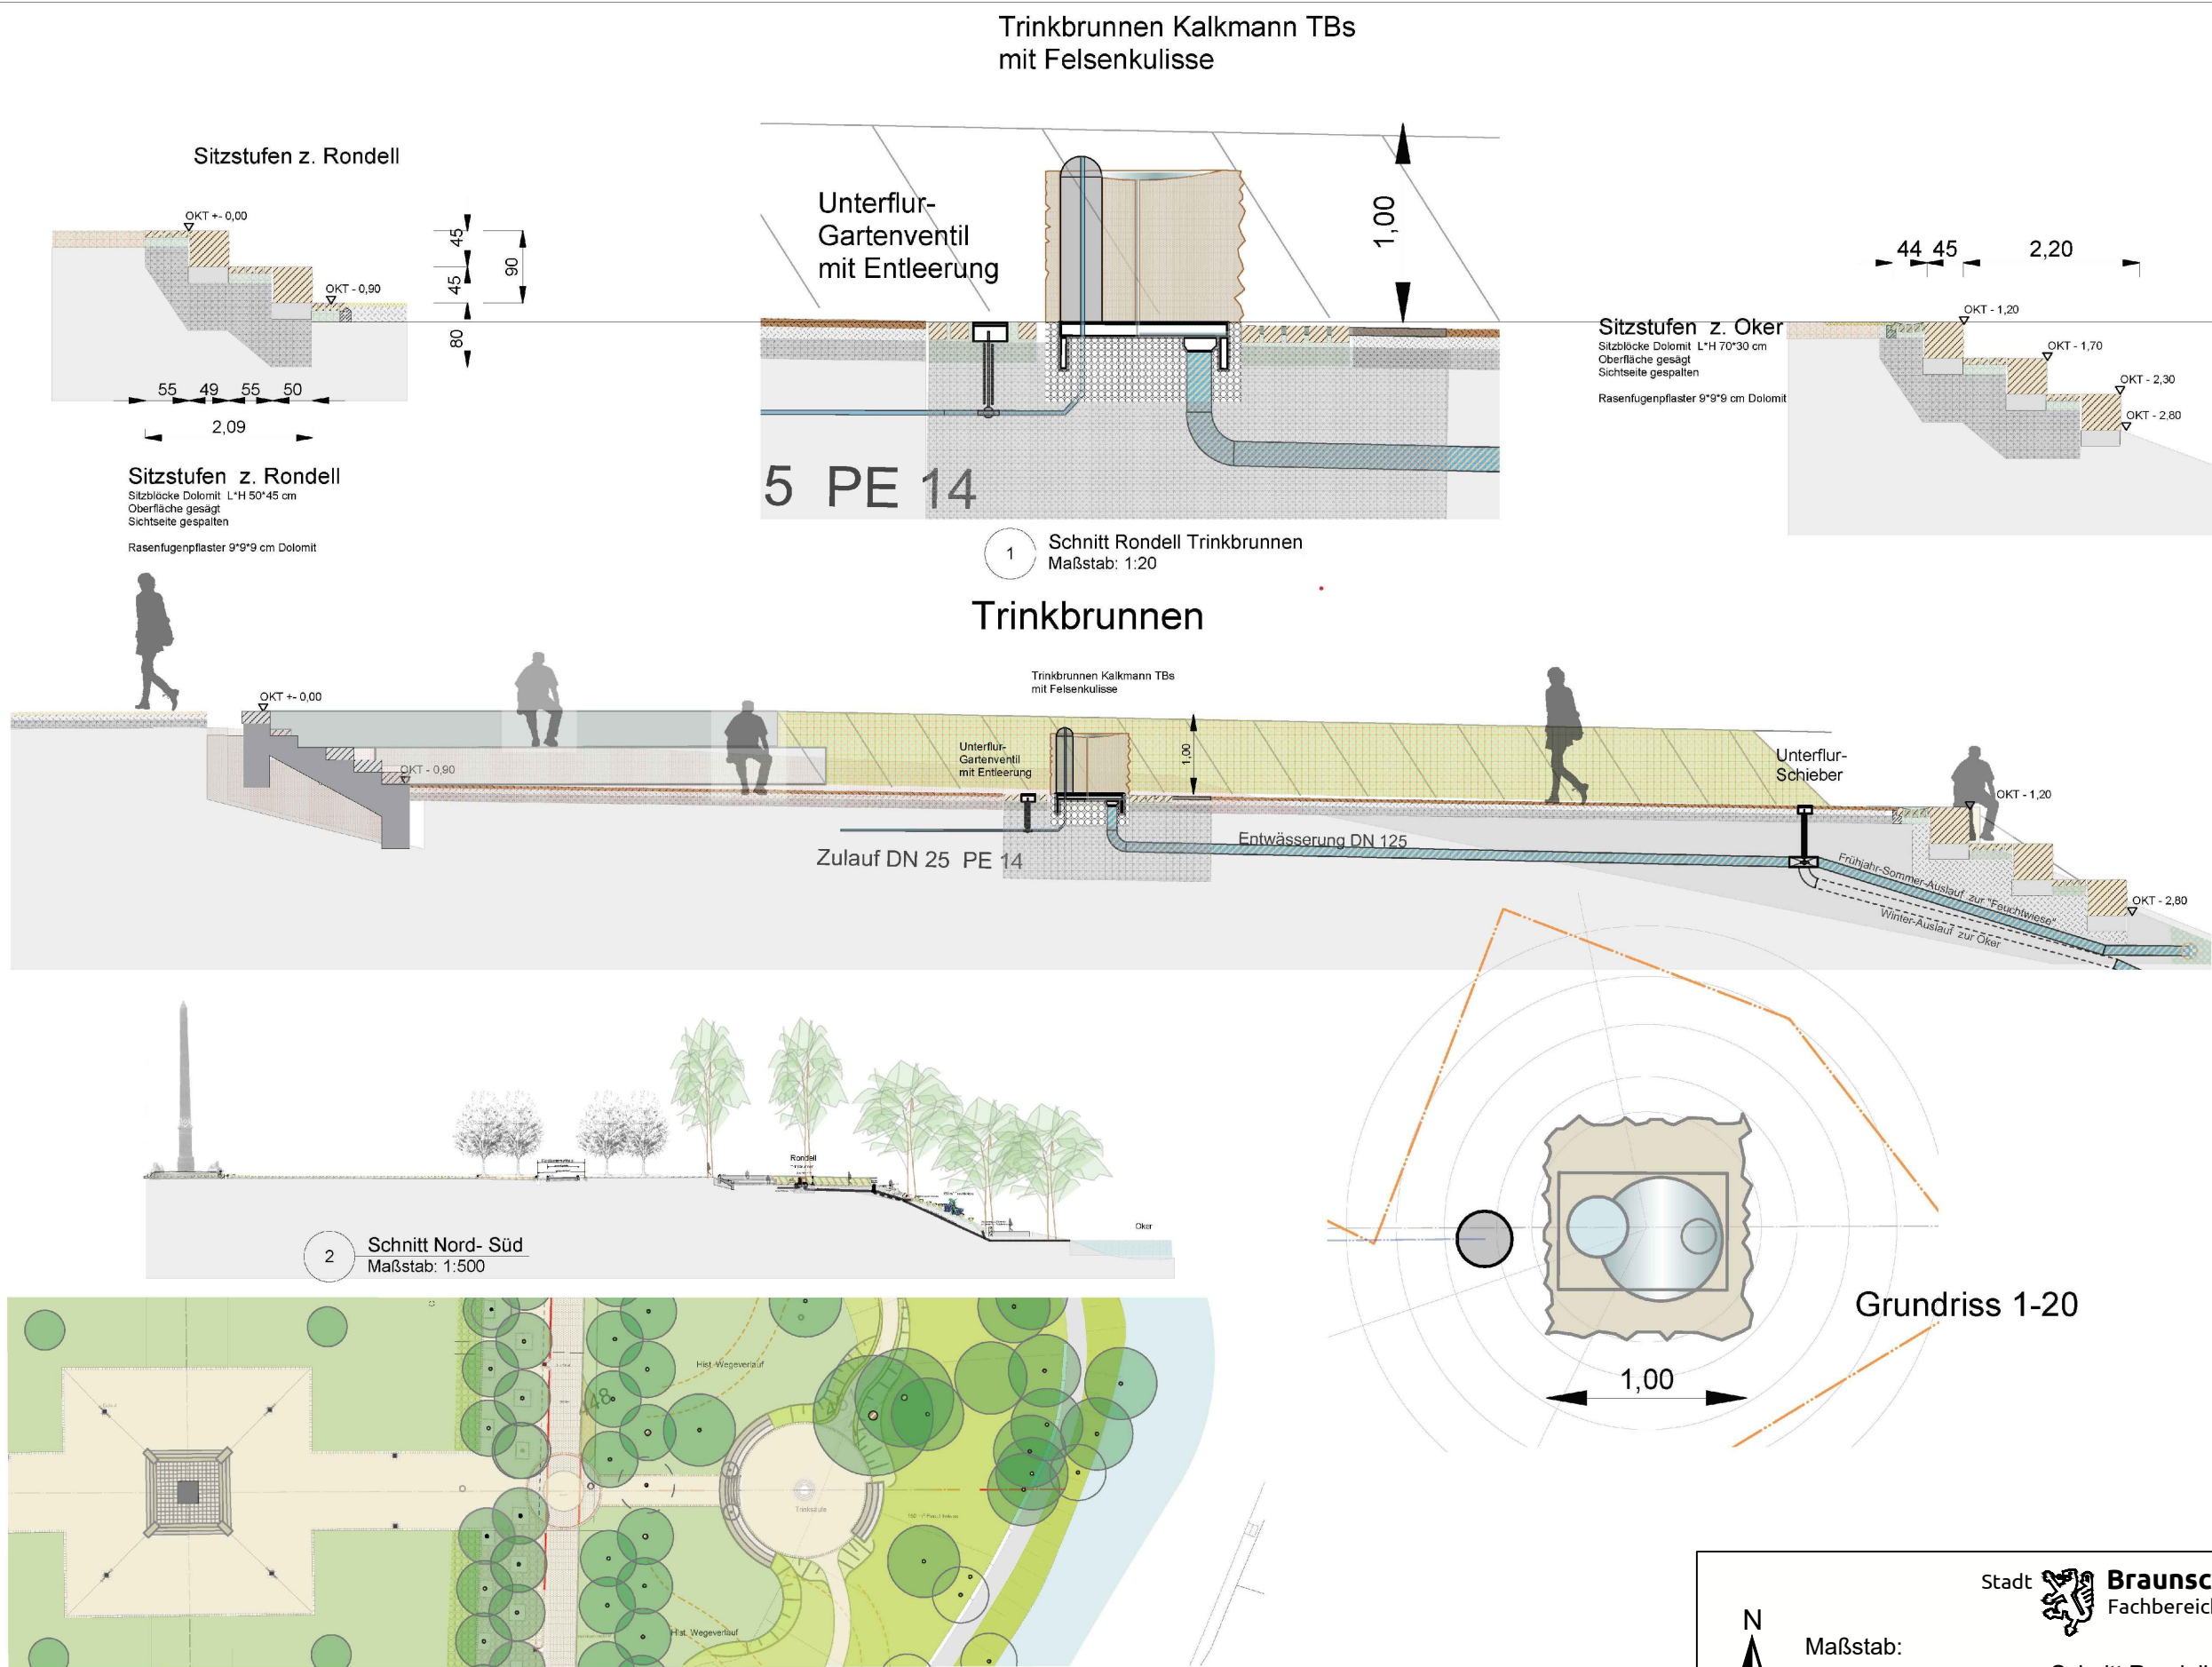 Trinkbrunnen Kalkmann TBs
mit Felsenkulisse
Sitzstufen z. Rondell
OKT +- 0,00
OKT - 0,90
45
45
90
80
55 49 55 50
2,09
Sitzstufen z. Rondell
Sitzblöcke Dolomit L*H 50*45 cm
Oberfläche gesägt
Sichtseite gespalten
Rasenfugenpflaster 9*9*9 cm Dolomit
Unterflur-
Gartenventil
mit Entleerung
1,00
5 PE 14
1
Schnitt Rondell Trinkbrunnen
Maßstab: 1:20
44 45 2,20
OKT - 1,20
OKT - 1,70
OKT - 2,30
OKT - 2,80
Sitzstufen z. Oker
Sitzblöcke Dolomit L*H 70*30 cm
Oberfläche gesägt
Sichtseite gespalten
Rasenfugenpflaster 9*9*9 cm Dolomit
Trinkbrunnen
Trinkbrunnen Kalkmann TBs
mit Felsenkulisse
OKT +- 0,00
OKT - 0,90
Unterflur-
Gartenventil
mit Entleerung
1,00
Unterflur-
Schieber
OKT - 1,20
Zulauf DN 25 PE 14
Entwässerung DN 125
Frühjahr-Sommer-Auslauf zur "Feuchtwiese"
Winter-Auslauf zur Oker
OKT - 2,80
Rondell
Oker
2
Schnitt Nord- Süd
Maßstab: 1:500
Grundriss 1-20
1,00
Hist. Wegeverlauf
Trinksäule
Hist. Wegeverlauf
Stadt
Braunsc
Fachbereich
N
Maßstab: